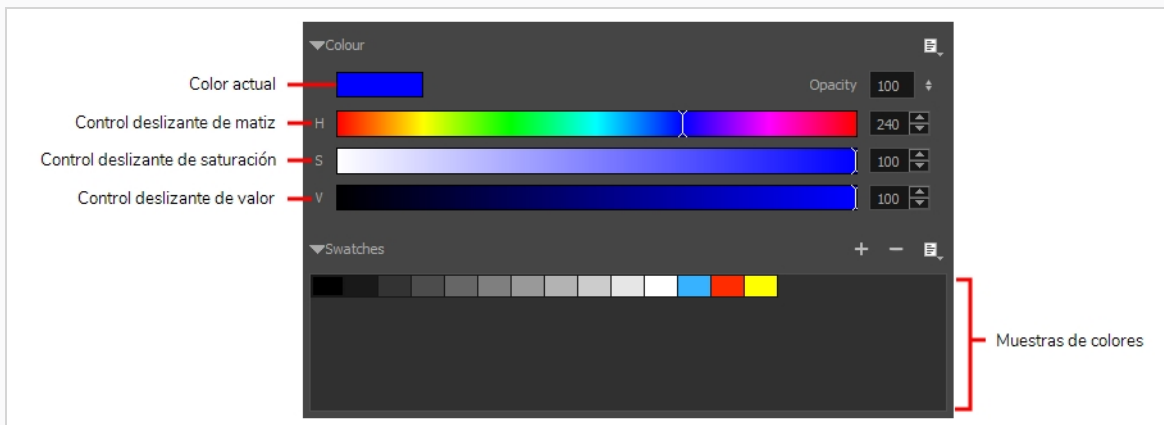 Colour
Color actual
Opacity 100
Control deslizante de matiz H 240
Control deslizante de saturación S 100
Control deslizante de valor V 100
Swatches + −
Muestras de colores